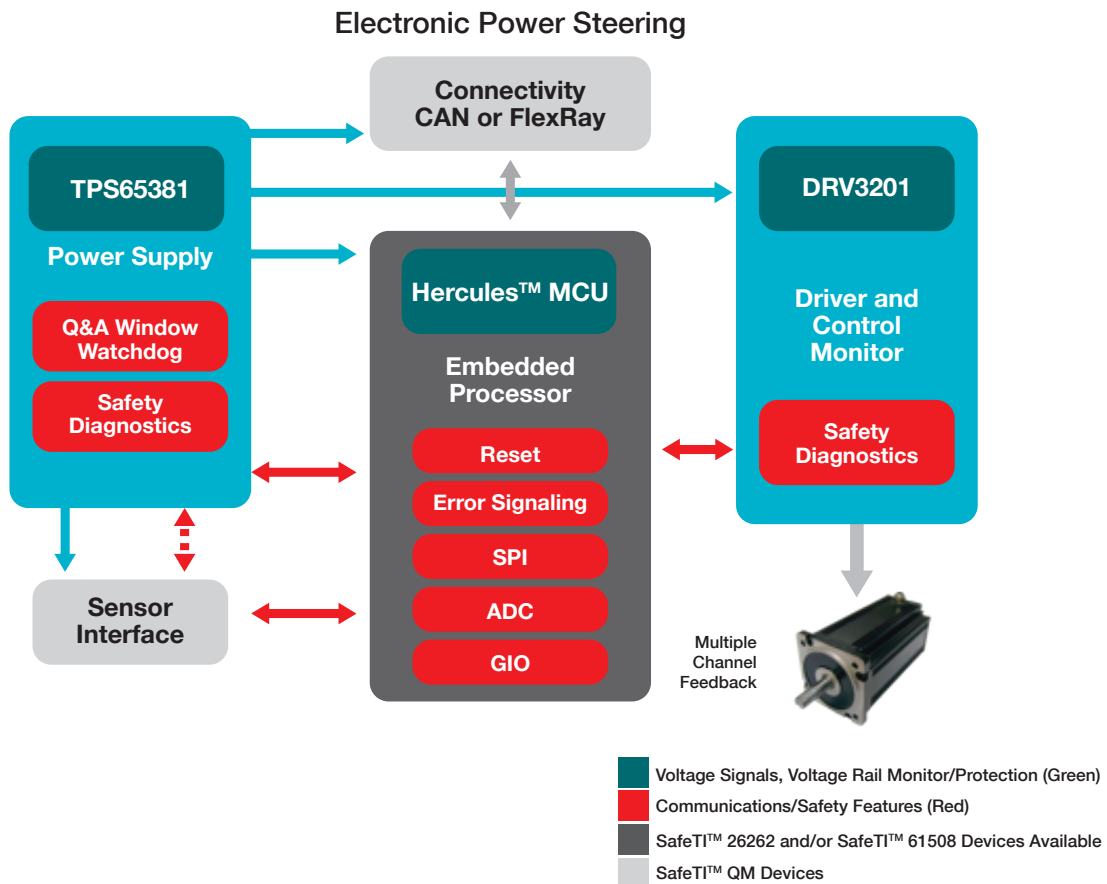 Electronic Power Steering
Connectivity
CAN or FlexRay
TPS65381
Power Supply
Q&A Window
Watchdog
Safety
Diagnostics
Hercules™ MCU
Embedded
Processor
Reset
Error Signaling
SPI
ADC
GIO
DRV3201
Driver and
Control
Monitor
Safety
Diagnostics
Sensor
Interface
Multiple
Channel
Feedback
Voltage Signals, Voltage Rail Monitor/Protection (Green)
Communications/Safety Features (Red)
SafeTI™ 26262 and/or SafeTI™ 61508 Devices Available
SafeTI™ QM Devices